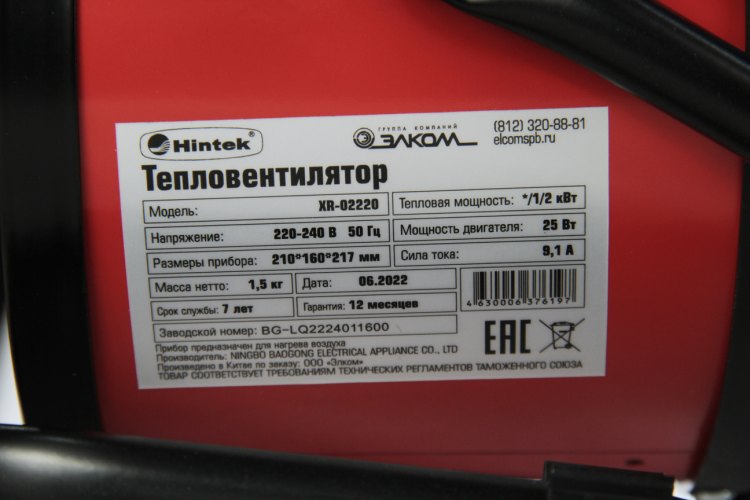 Hintek® ГРУППА КОМПАНИЙ ЭЛКОМ (812) 320-88-81
elcomspb.ru
Тепловентилятор
Модель: XR-02220 Тепловая мощность: */1/2 кВт
Напряжение: 220-240 В 50 Гц Мощность двигателя: 25 Вт
Размеры прибора: 210*160*217 мм Сила тока: 9,1 А
Масса нетто: 1,5 кг Дата: 06.2022
Срок службы: 7 лет Гарантия: 12 месяцев 4630006376197
Заводской номер: BG-LQ2224011600 EAC
Прибор предназначен для нагрева воздуха
Производитель: NINGBO BAOGONG ELECTRICAL APPLIANCE CO., LTD
Произведено в Китае по заказу: ООО «Элком»
ТОВАР СООТВЕТСТВУЕТ ТРЕБОВАНИЯМ ТЕХНИЧЕСКИХ РЕГЛАМЕНТОВ ТАМОЖЕННОГО СОЮЗА